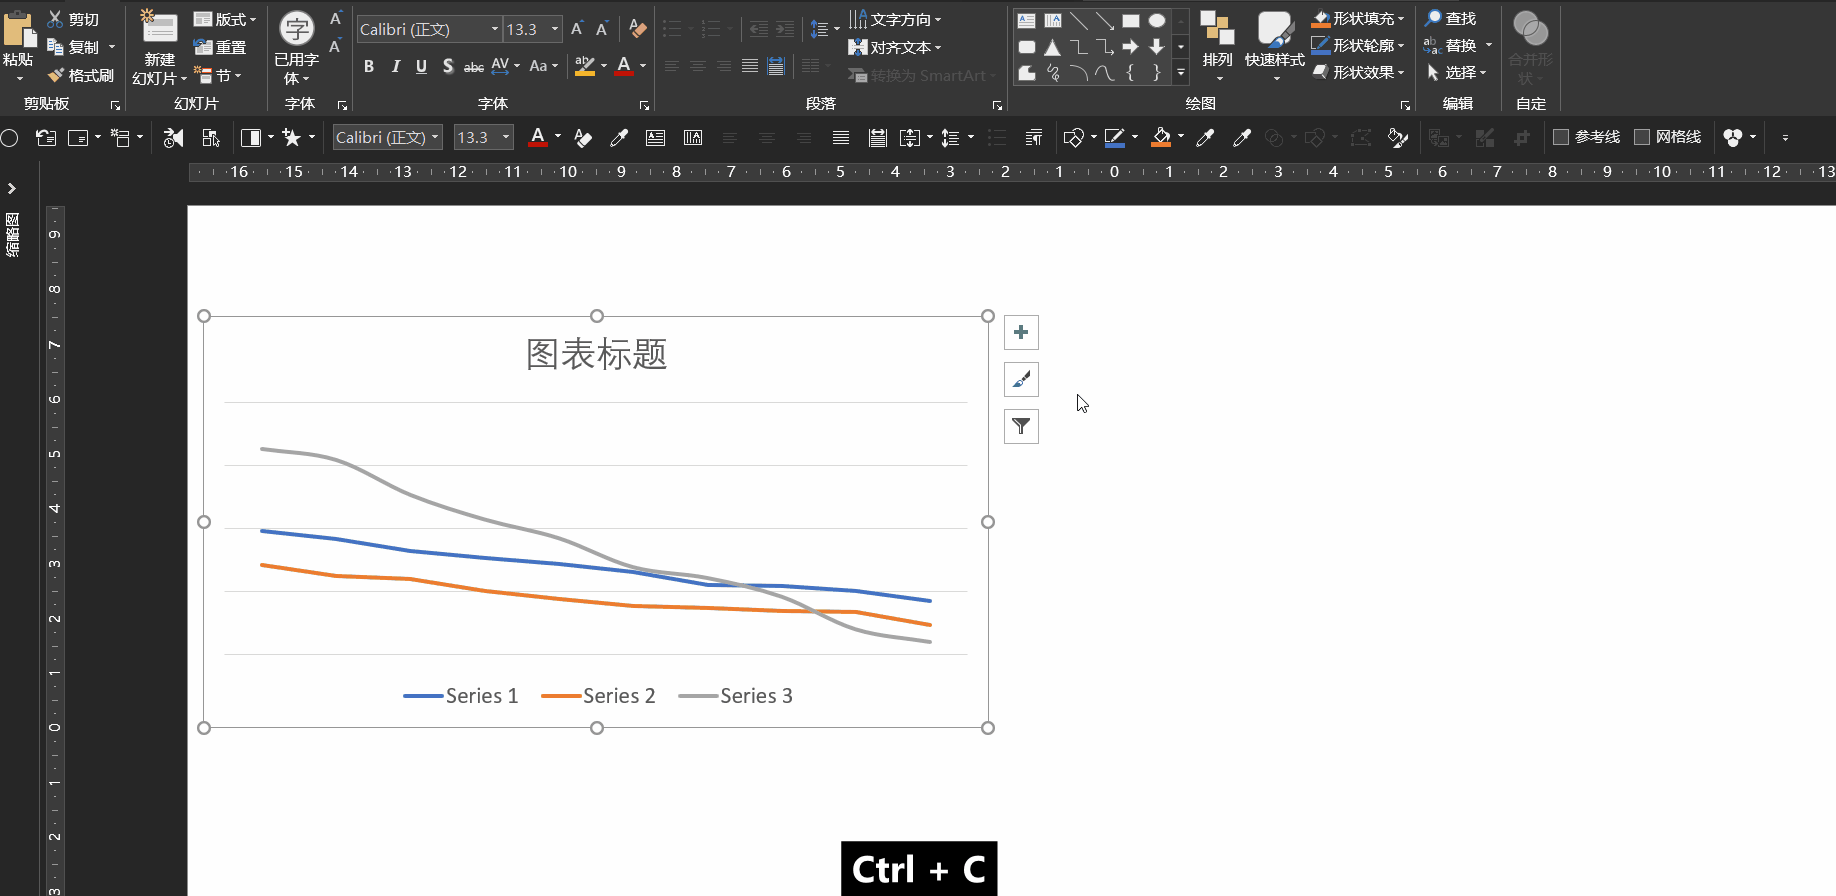 剪切
复制
格式刷
粘贴
剪贴板
新建
幻灯片
版式
重置
节
幻灯片
字
已用字
体
字体
A
A
Calibri (正文)
13.3
A
A
A
B
I
U
S
abc
AV
Aa
ab
A
字体
文字方向
对齐文本
转换为 SmartArt
段落
排列
快速样式
形状填充
形状轮廓
形状效果
绘图
查找
替换
选择
编辑
合并形
状
自定
Calibri (正文)
13.3
A
参考线
网格线
16 15 14 13 12 11 10 9 8 7 6 5 4 3 2 1 0 1 2 3 4 5 6 7 8 9 10 11 12 13
缩略图
9
8
7
6
5
4
3
2
1
0
1
2
3
图表标题
Series 1
Series 2
Series 3
Ctrl + C